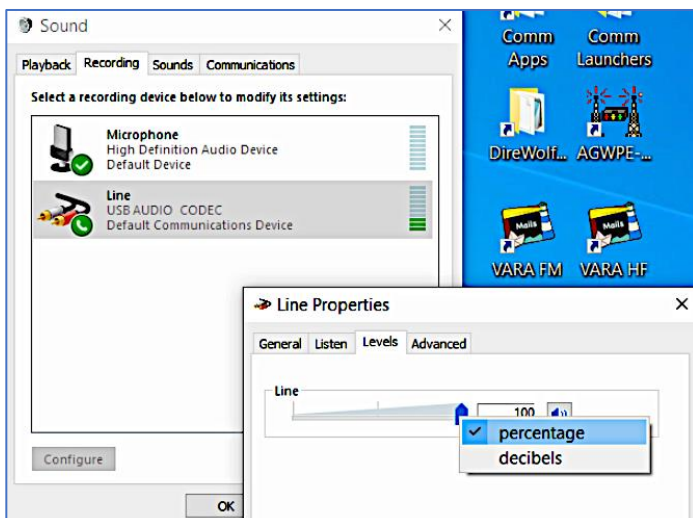 Sound
Playback Recording Sounds Communications
Select a recording device below to modify its settings:
Microphone
High Definition Audio Device
Default Device
Line
USB AUDIO CODEC
Default Communications Device
Configure
OK
Comm Apps
Comm Launchers
DireWolf...
AGWPE-...
Mails
VARA FM
Mails
VARA HF
Line Properties
General Listen Levels Advanced
Line
100
percentage
decibels